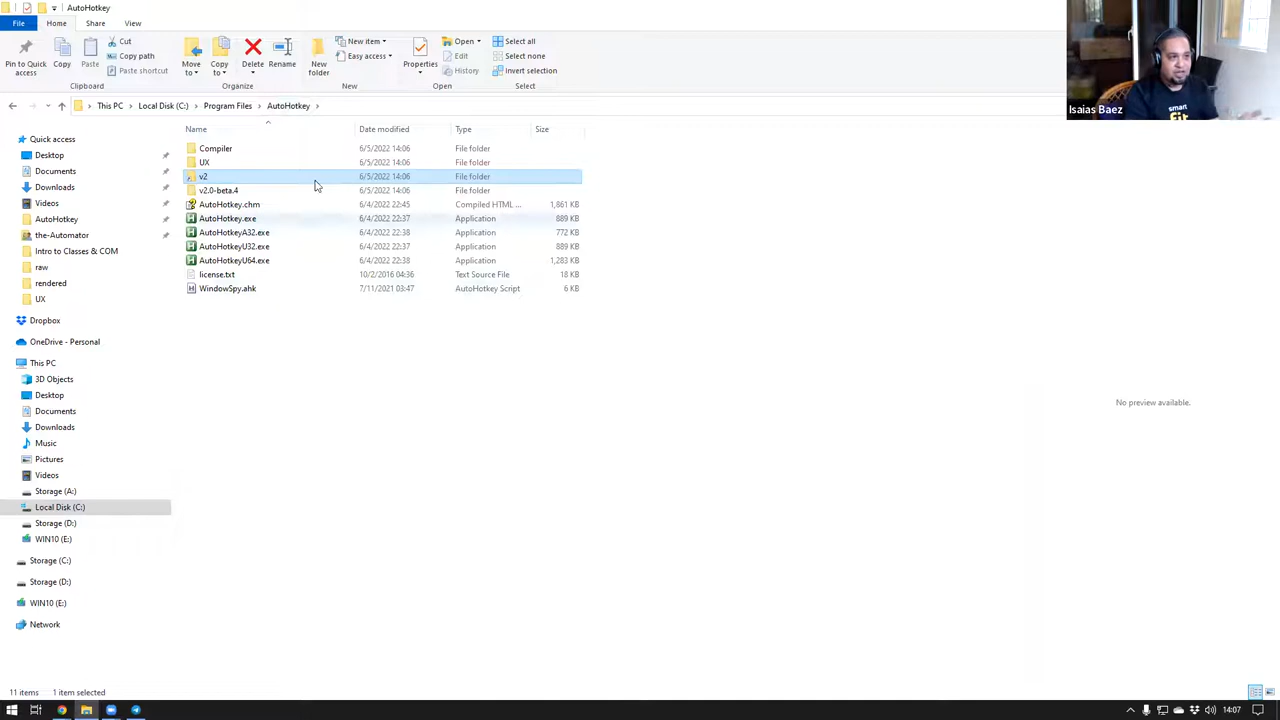 AutoHotkey
File Home Share View
Pin to Quick access
Copy
Paste
Cut
Copy path
Paste shortcut
Clipboard
Move to
Copy to
Delete
Rename
Organize
New folder
New item
Easy access
New
Properties
Open
Edit
History
Open
Select all
Select none
Invert selection
Select
This PC > Local Disk (C:) > Program Files > AutoHotkey >
Isaias Baez
smart
fit
Name Date modified Type Size
Compiler 6/5/2022 14:06 File folder
UX 6/5/2022 14:06 File folder
v2 6/5/2022 14:06 File folder
v2.0-beta.4 6/5/2022 14:06 File folder
AutoHotkey.chm 6/4/2022 22:45 Compiled HTML ... 1,861 KB
AutoHotkey.exe 6/4/2022 22:37 Application 889 KB
AutoHotkeyA32.exe 6/4/2022 22:38 Application 772 KB
AutoHotkeyU32.exe 6/4/2022 22:37 Application 889 KB
AutoHotkeyU64.exe 6/4/2022 22:38 Application 1,283 KB
license.txt 10/2/2016 04:36 Text Source File 18 KB
WindowSpy.ahk 7/11/2021 03:47 AutoHotkey Script 6 KB
Quick access
Desktop
Documents
Downloads
Videos
AutoHotkey
the-Automator
Intro to Classes & COM
raw
rendered
UX
Dropbox
OneDrive - Personal
This PC
3D Objects
Desktop
Documents
Downloads
Music
Pictures
Videos
Storage (A:)
Local Disk (C:)
Storage (D:)
WIN10 (E:)
Storage (C:)
Storage (D:)
WIN10 (E:)
Network
No preview available.
11 items 1 item selected
14:07